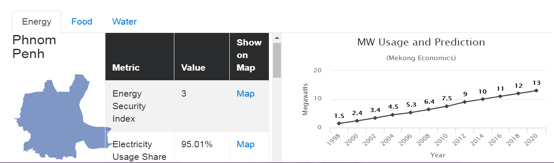 Energy
Food
Water
Phnom
Penh
Metric
Value
Show
on
Map
Energy
Security
Index
3
Map
Electricity
Usage Share
95.01%
Map
MW Usage and Prediction
(Mekong Economics)
Megawatts
20
10
0
1.5
2.4
3.4
4.5
5.3
6.4
7.5
9
10
11
12
13
1998
2000
2002
2004
2006
2008
2010
2012
2014
2016
2018
2020
Year